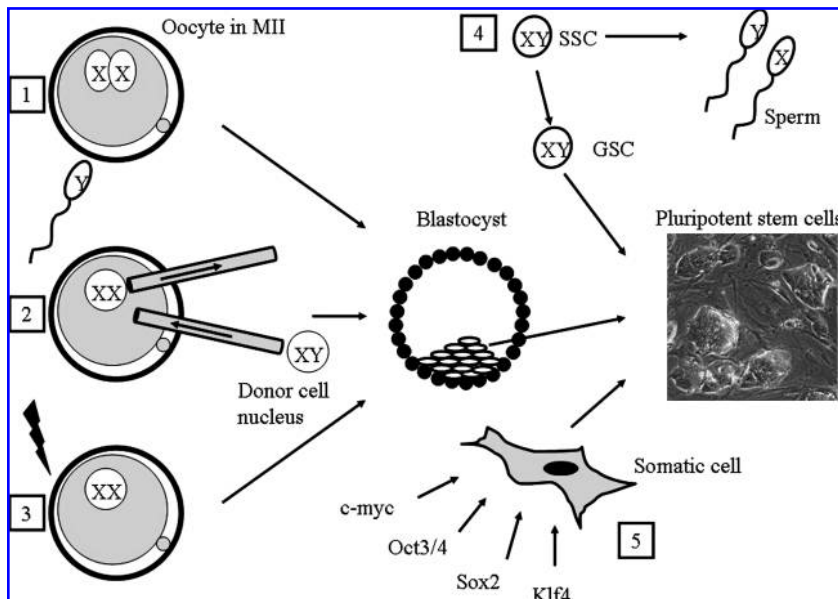 Oocyte in MII
X X
1
4
XY SSC
Y
X
Sperm
XY GSC
Y
Blastocyst
Pluripotent stem cells
2
XX
XY
Donor cell
nucleus
3
XX
Somatic cell
c-myc
Oct3/4
Sox2
Klf4
5